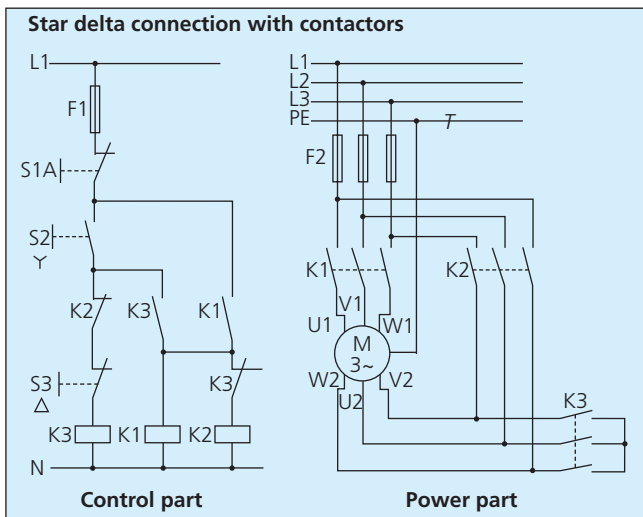 Star delta connection with contactors
L1
F1
S1A
S2
K2
K3
K1
S3
K3
K3
K1
K2
N
Control part
L1
L2
L3
PE
F2
K1
K2
V1
U1
W1
M
3~
W2
V2
U2
K3
Power part